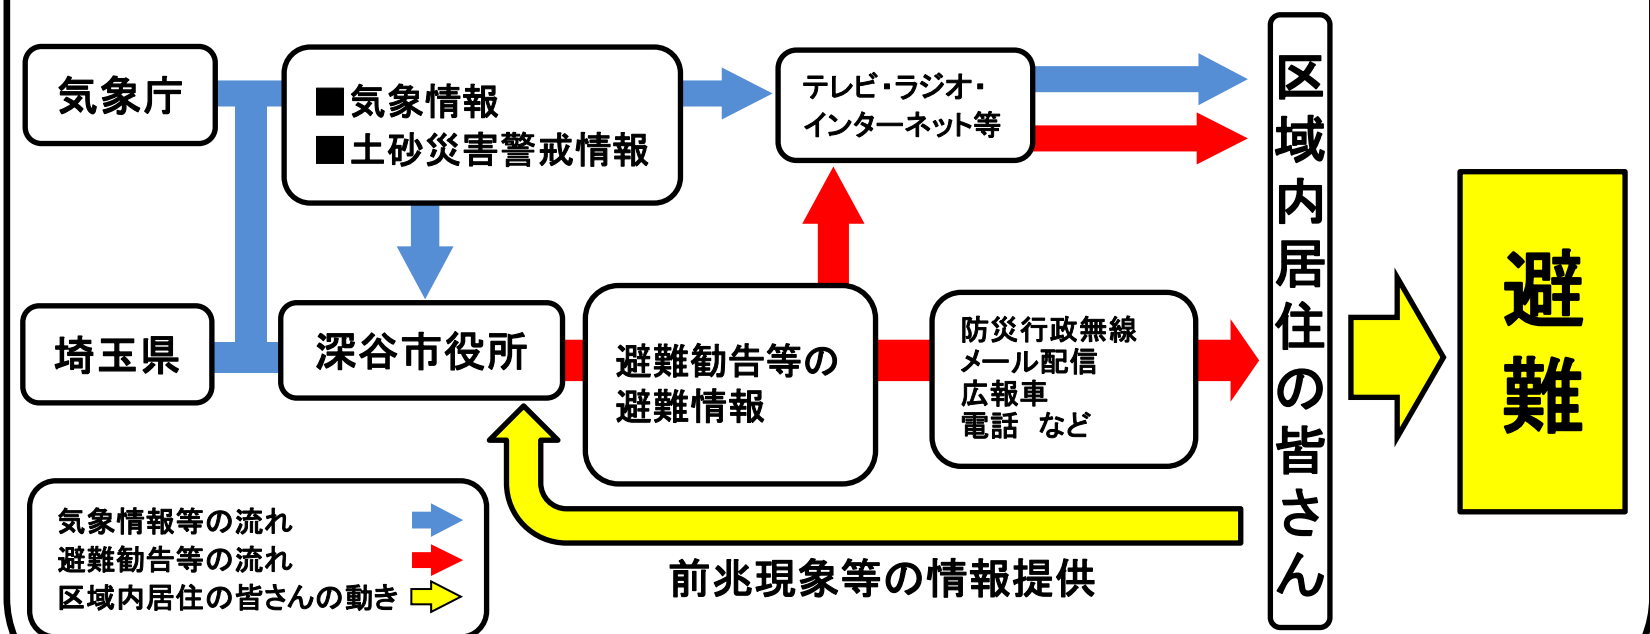 気象庁
■気象情報
■土砂災害警戒情報
テレビ・ラジオ・
インターネット等
区域内居住の皆さん
避難
埼玉県
深谷市役所
避難勧告等の
避難情報
防災行政無線
メール配信
広報車
電話　など
気象情報等の流れ
避難勧告等の流れ
区域内居住の皆さんの動き
前兆現象等の情報提供